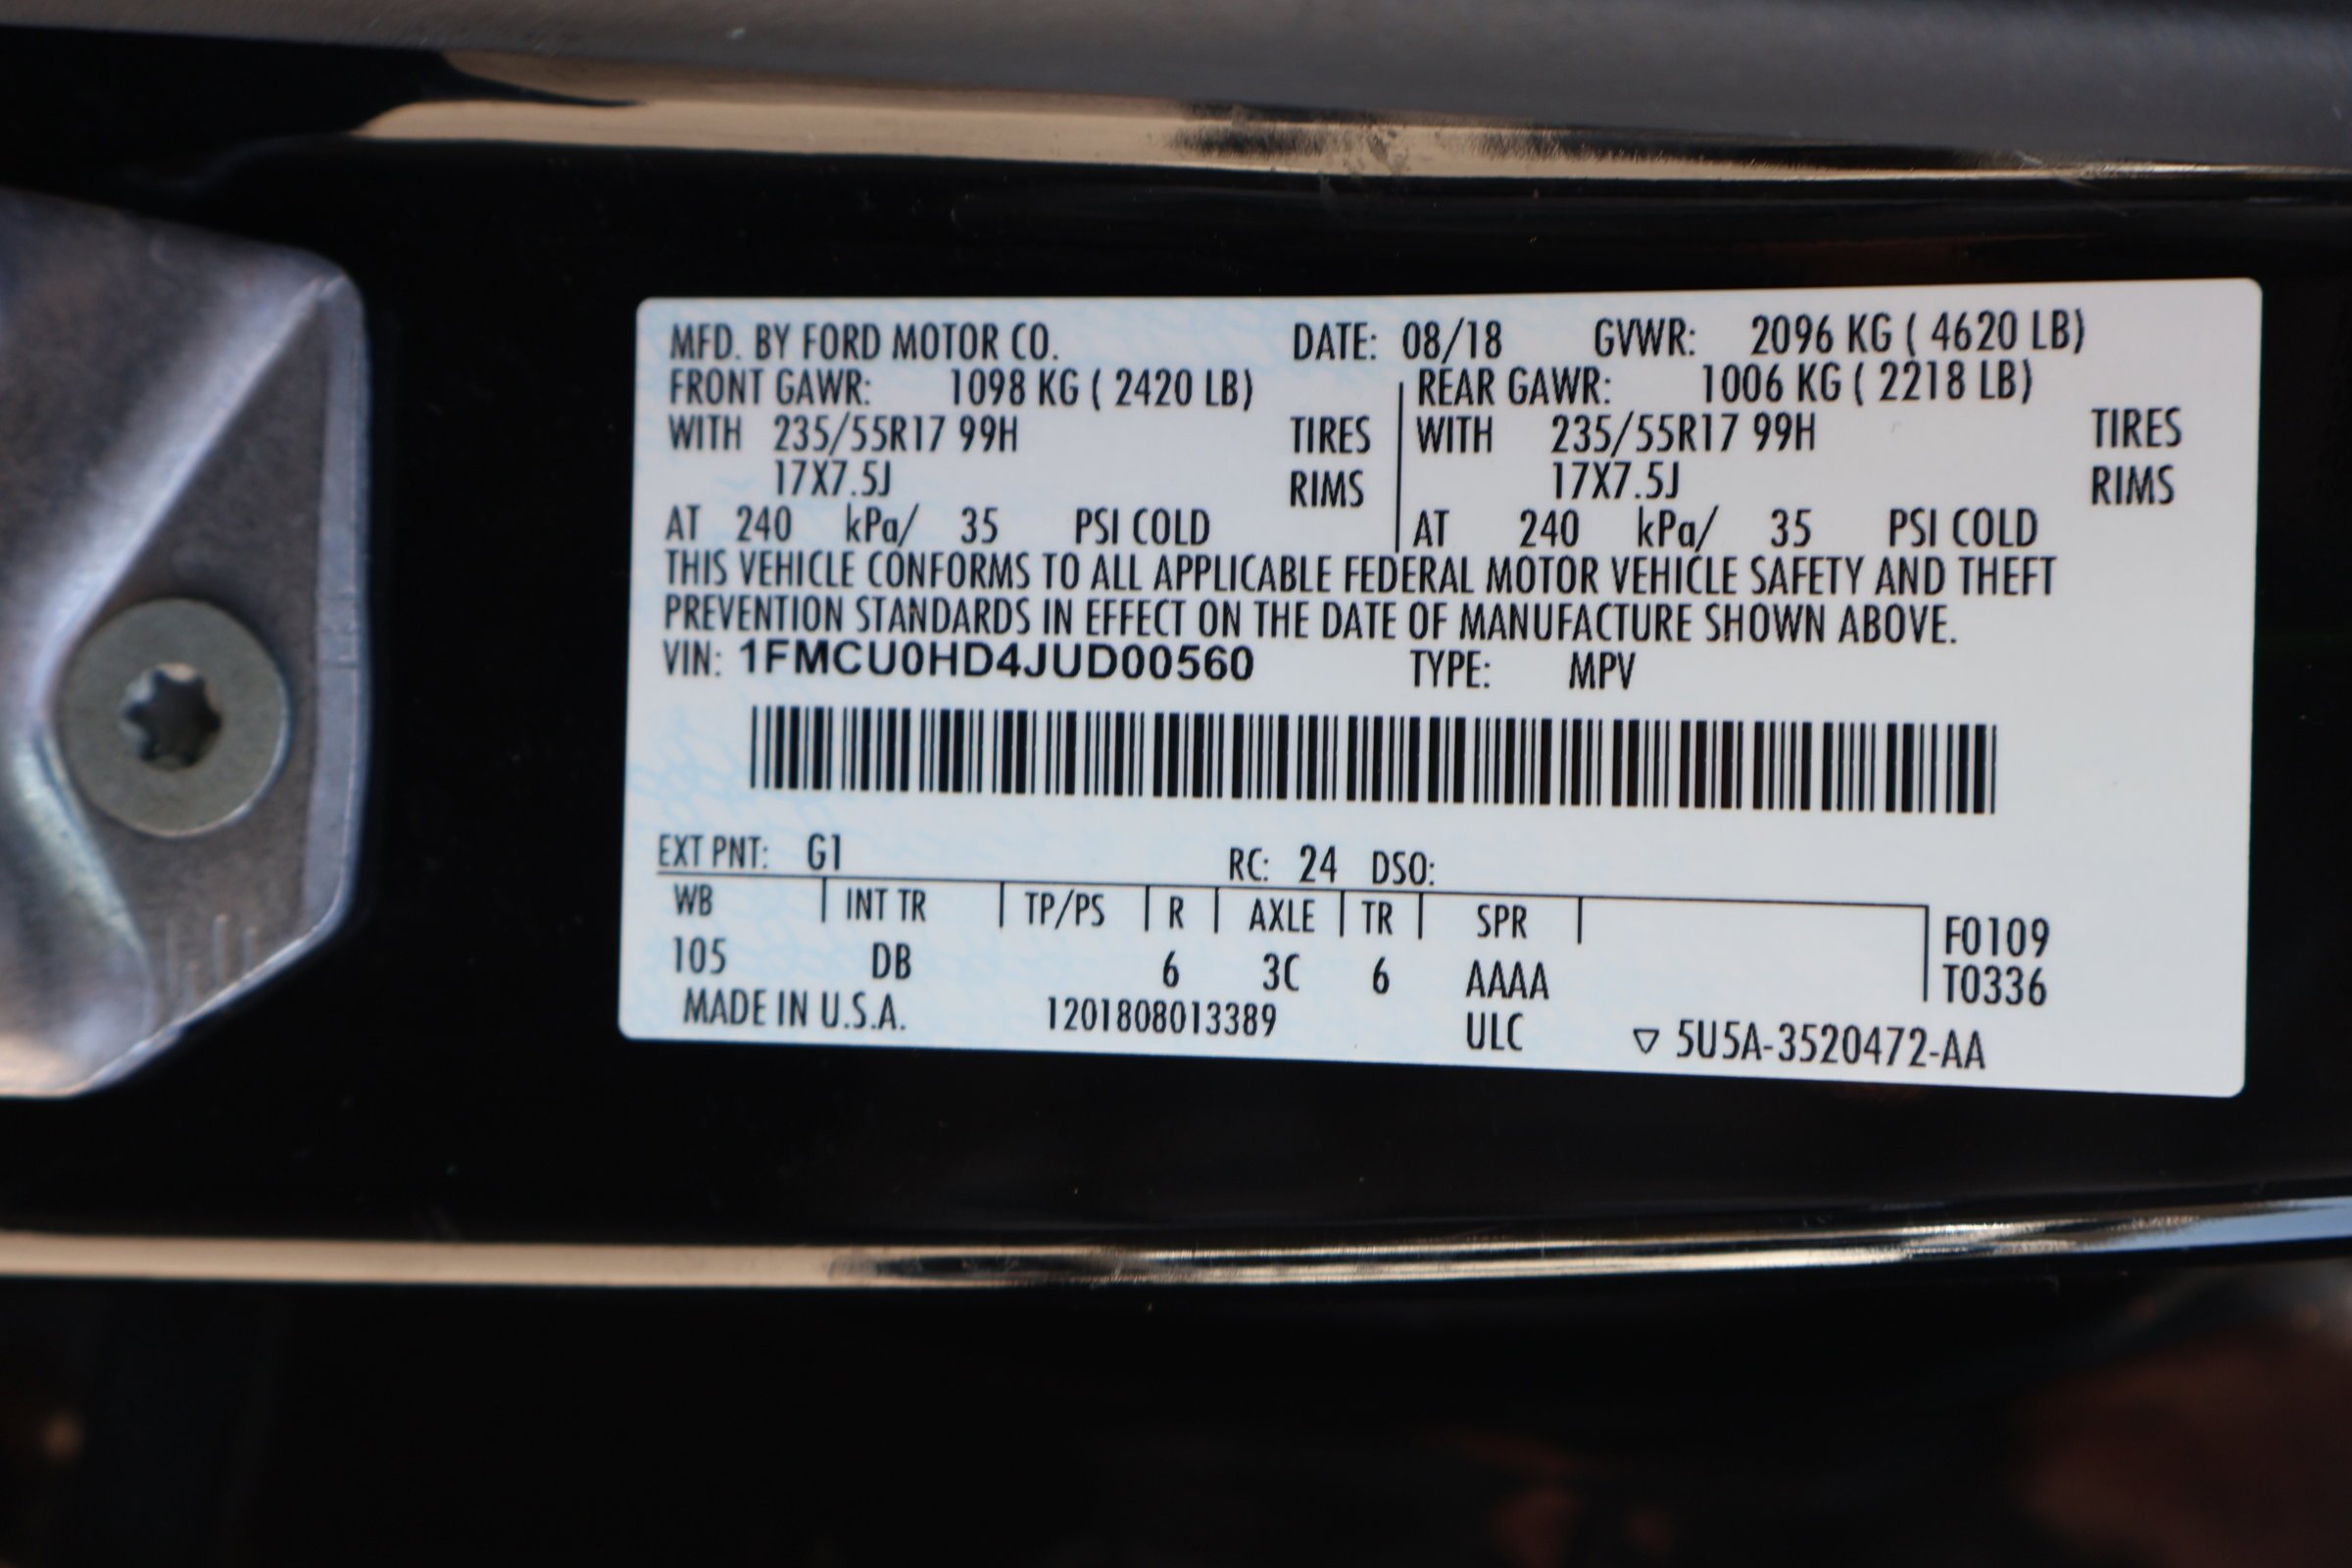 MFD. BY FORD MOTOR CO. DATE: 08/18 GVWR: 2096 KG ( 4620 LB)
FRONT GAWR: 1098 KG ( 2420 LB) REAR GAWR: 1006 KG ( 2218 LB)
WITH 235/55R17 99H TIRES WITH 235/55R17 99H TIRES
17X7.5J RIMS 17X7.5J RIMS
AT 240 kPa/ 35 PSI COLD AT 240 kPa/ 35 PSI COLD
THIS VEHICLE CONFORMS TO ALL APPLICABLE FEDERAL MOTOR VEHICLE SAFETY AND THEFT
PREVENTION STANDARDS IN EFFECT ON THE DATE OF MANUFACTURE SHOWN ABOVE.
VIN: 1FMCU0HD4JUD00560 TYPE: MPV
EXT PNT: G1 RC: 24 DSO:
WB INT TR TP/PS R AXLE TR SPR F0109
105 DB 6 3C 6 AAAA T0336
MADE IN U.S.A. 1201808013389 ULC ▽ 5U5A-3520472-AA